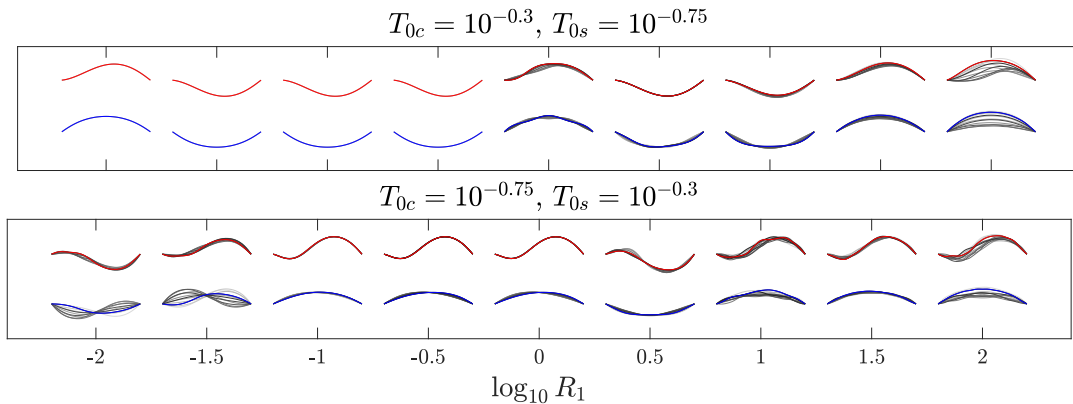 T₀c = 10⁻⁰·³, T₀s = 10⁻⁰·⁷⁵
T₀c = 10⁻⁰·⁷⁵, T₀s = 10⁻⁰·³
-2 -1.5 -1 -0.5 0 0.5 1 1.5 2
log₁₀ R₁